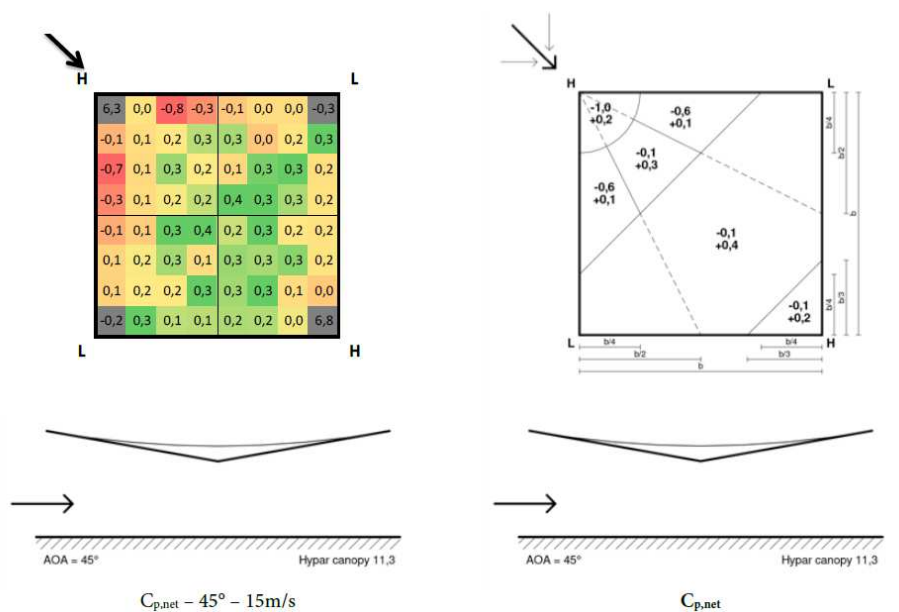 H L
6,3 0,0 -0,8 -0,3 -0,1 0,0 0,0 -0,3
-0,1 0,1 0,2 0,3 0,3 0,0 0,2 0,3
-0,7 0,1 0,3 0,2 0,1 0,3 0,3 0,2
-0,3 0,1 0,2 0,2 0,4 0,3 0,3 0,2
-0,1 0,1 0,3 0,4 0,2 0,3 0,2 0,2
0,1 0,2 0,3 0,1 0,3 0,3 0,3 0,2
0,1 0,2 0,2 0,3 0,3 0,3 0,1 0,0
-0,2 0,3 0,1 0,1 0,2 0,2 0,0 6,8
L H
AOA = 45° Hypar canopy 11,3
Cp,net – 45° – 15m/s
H L
-1,0
+0,2
-0,6
+0,1
-0,1
+0,3
-0,6
+0,1
-0,1
+0,4
-0,1
+0,2
b/4
b/2
b
b/4
b/3
L H
b/4 b/4
b/2 b/3
b
AOA = 45° Hypar canopy 11,3
Cp,net